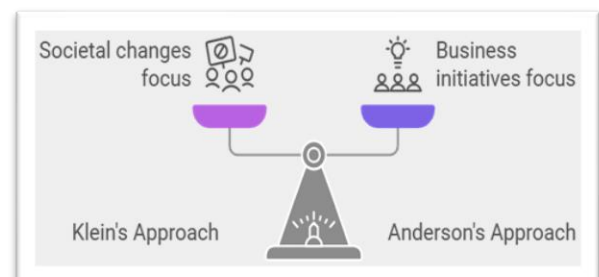 Societal changes
focus
Business
initiatives focus
Klein's Approach
Anderson's Approach